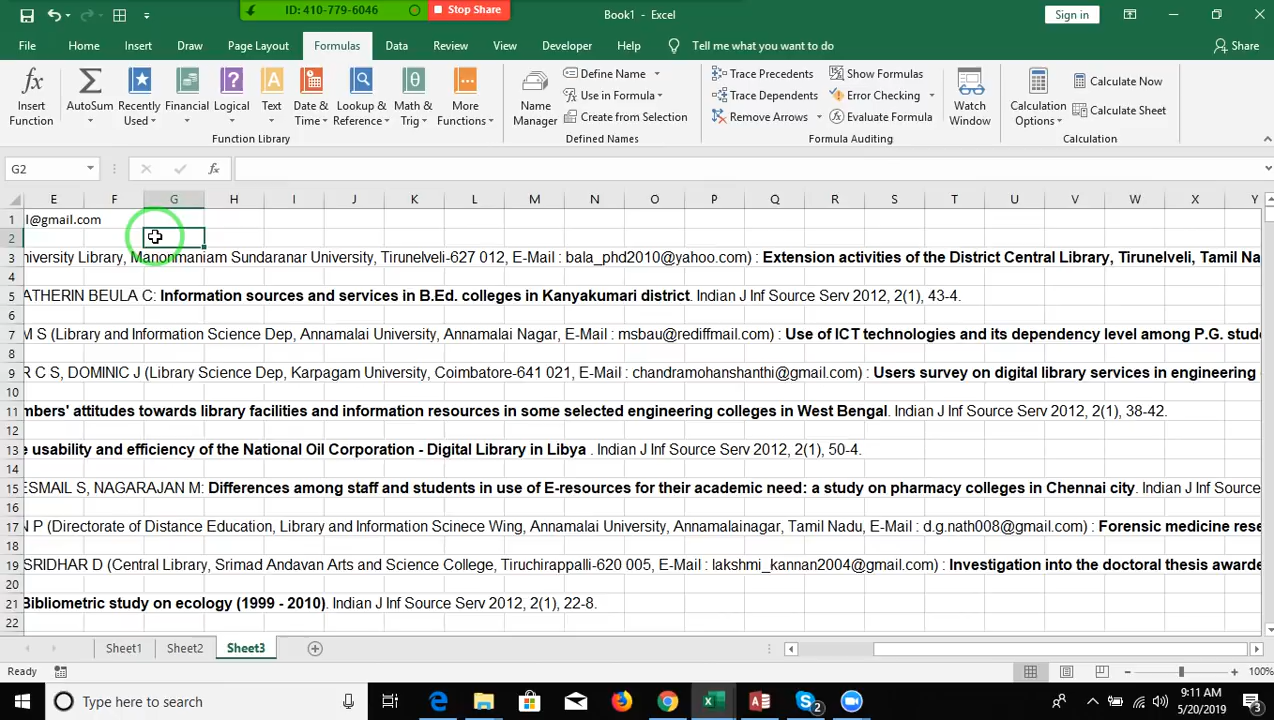 ID: 410-779-6046
Stop Share
Book1 - Excel
Sign in
File Home Insert Draw Page Layout Formulas Data Review View Developer Help Tell me what you want to do Share
Insert Function
AutoSum
Recently Used
Financial
Logical
Text
Date & Time
Lookup & Reference
Math & Trig
More Functions
Function Library
Name Manager
Define Name
Use in Formula
Create from Selection
Defined Names
Trace Precedents
Trace Dependents
Remove Arrows
Show Formulas
Error Checking
Evaluate Formula
Formula Auditing
Watch Window
Calculation Options
Calculate Now
Calculate Sheet
Calculation
G2 fx
E F G H I J K L M N O P Q R S T U V W X Y
1 l@gmail.com
2
3 niversity Library, Manonmaniam Sundaranar University, Tirunelveli-627 012, E-Mail : bala_phd2010@yahoo.com) : Extension activities of the District Central Library, Tirunelveli, Tamil Na
4
5 ATHERIN BEULA C: Information sources and services in B.Ed. colleges in Kanyakumari district. Indian J Inf Source Serv 2012, 2(1), 43-4.
6
7 M S (Library and Information Science Dep, Annamalai University, Annamalai Nagar, E-Mail : msbau@rediffmail.com) : Use of ICT technologies and its dependency level among P.G. stude
8
9 R C S, DOMINIC J (Library Science Dep, Karpagam University, Coimbatore-641 021, E-Mail : chandramohanshanthi@gmail.com) : Users survey on digital library services in engineering
10
11 mbers' attitudes towards library facilities and information resources in some selected engineering colleges in West Bengal. Indian J Inf Source Serv 2012, 2(1), 38-42.
12
13 e usability and efficiency of the National Oil Corporation - Digital Library in Libya . Indian J Inf Source Serv 2012, 2(1), 50-4.
14
15 ESMAIL S, NAGARAJAN M: Differences among staff and students in use of E-resources for their academic need: a study on pharmacy colleges in Chennai city. Indian J Inf Source
16
17 N P (Directorate of Distance Education, Library and Information Scinece Wing, Annamalai University, Annamalainagar, Tamil Nadu, E-Mail : d.g.nath008@gmail.com) : Forensic medicine rese
18
19 SRIDHAR D (Central Library, Srimad Andavan Arts and Science College, Tiruchirappalli-620 005, E-Mail : lakshmi_kannan2004@gmail.com) : Investigation into the doctoral thesis awarde
20
21 Bibliometric study on ecology (1999 - 2010). Indian J Inf Source Serv 2012, 2(1), 22-8.
22
Sheet1 Sheet2 Sheet3
Ready
100%
Type here to search
2
9:11 AM
5/20/2019
3